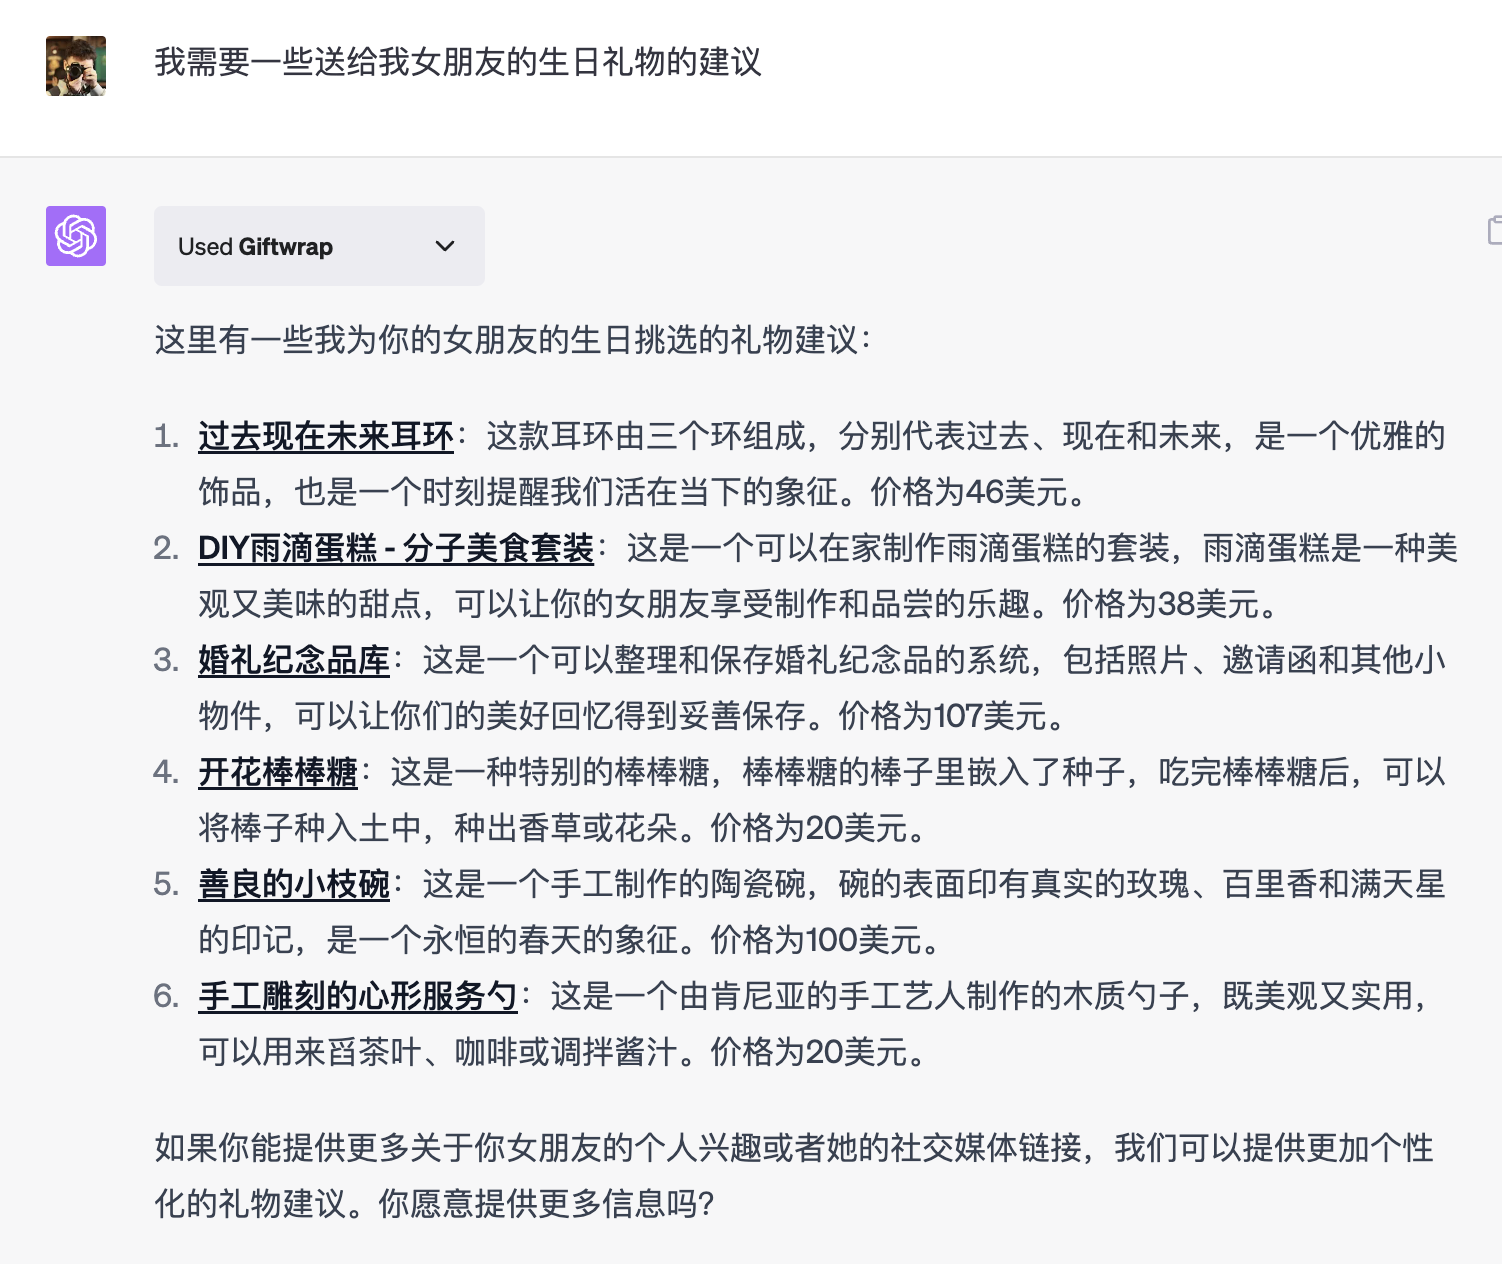 我需要一些送给我女朋友的生日礼物的建议
Used Giftwrap
这里有一些我为你的女朋友的生日挑选的礼物建议：
1. 过去现在未来耳环：这款耳环由三个环组成，分别代表过去、现在和未来，是一个优雅的
饰品，也是一个时刻提醒我们活在当下的象征。价格为46美元。
2. DIY雨滴蛋糕 - 分子美食套装：这是一个可以在家制作雨滴蛋糕的套装，雨滴蛋糕是一种美
观又美味的甜点，可以让你的女朋友享受制作和品尝的乐趣。价格为38美元。
3. 婚礼纪念品库：这是一个可以整理和保存婚礼纪念品的系统，包括照片、邀请函和其他小
物件，可以让你们的美好回忆得到妥善保存。价格为107美元。
4. 开花棒棒糖：这是一种特别的棒棒糖，棒棒糖的棒子里嵌入了种子，吃完棒棒糖后，可以
将棒子种入土中，种出香草或花朵。价格为20美元。
5. 善良的小枝碗：这是一个手工制作的陶瓷碗，碗的表面印有真实的玫瑰、百里香和满天星
的印记，是一个永恒的春天的象征。价格为100美元。
6. 手工雕刻的心形服务勺：这是一个由肯尼亚的手工艺人制作的木质勺子，既美观又实用，
可以用来舀茶叶、咖啡或调拌酱汁。价格为20美元。
如果你能提供更多关于你女朋友的个人兴趣或者她的社交媒体链接，我们可以提供更加个性
化的礼物建议。你愿意提供更多信息吗？